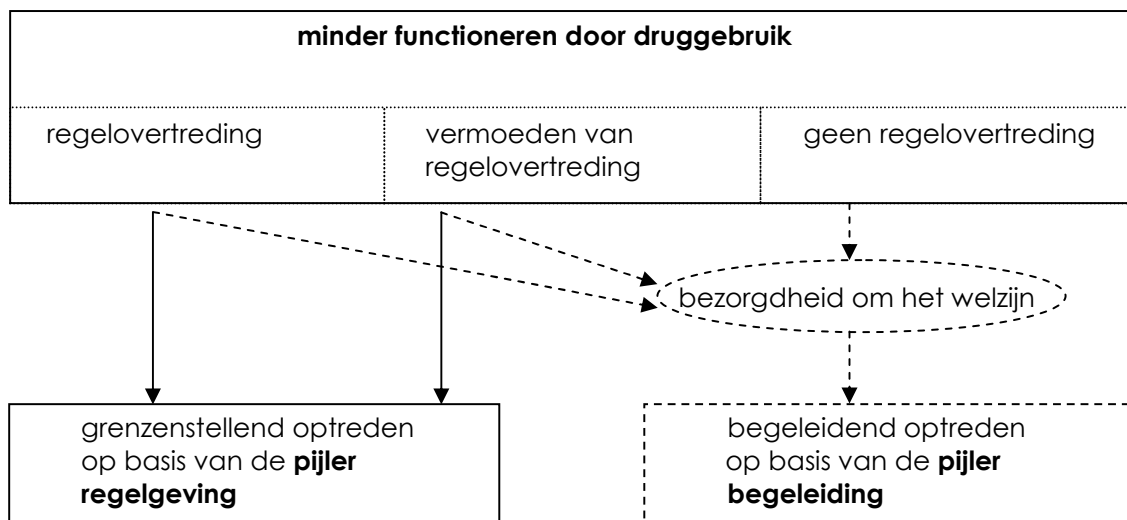 minder functioneren door druggebruik
regelovertreding
vermoeden van
regelovertreding
geen regelovertreding
bezorgdheid om het welzijn
grenzenstellend optreden
op basis van de pijler
regelgeving
begeleidend optreden
op basis van de pijler
begeleiding